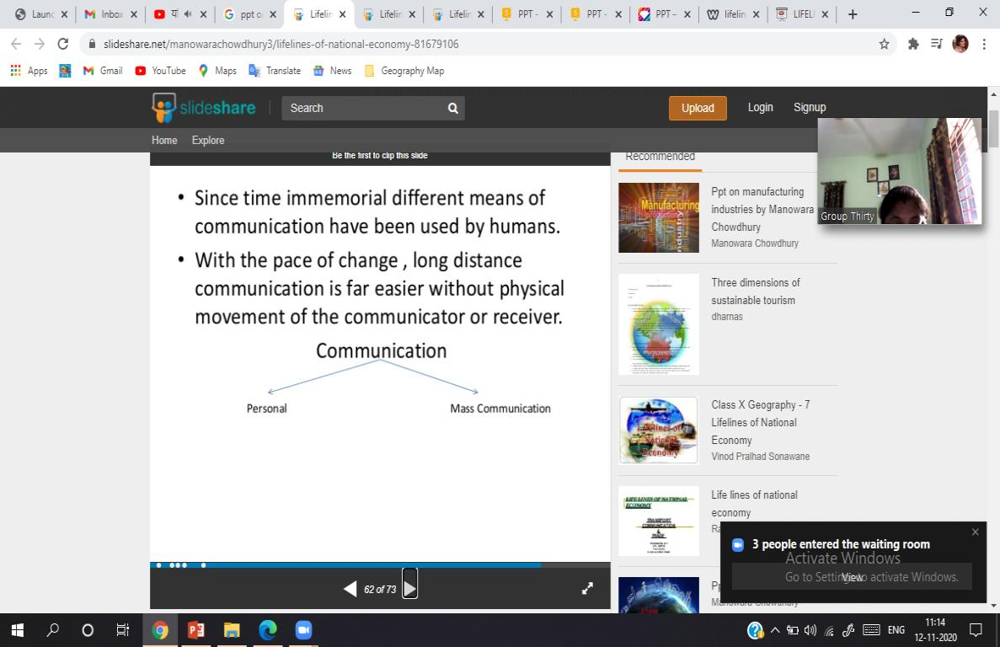 Launc
Inbox
य
G ppt o
Lifelin
Lifelin
Lifelin
PPT -
PPT -
PPT –
lifelin
LIFEL
slideshare.net/manowarachowdhury3/lifelines-of-national-economy-81679106
Apps
Gmail
YouTube
Maps
Translate
News
Geography Map
slideshare
Search
Upload
Login
Signup
Home
Explore
Be the first to clip this slide
• Since time immemorial different means of
communication have been used by humans.
• With the pace of change , long distance
communication is far easier without physical
movement of the communicator or receiver.
Communication
Personal
Mass Communication
62 of 73
Recommended
Manufacturing
Ppt on manufacturing
industries by Manowara
Chowdhury
Manowara Chowdhury
Three dimensions of
sustainable tourism
dharnas
Lifelines of
National
Economy
Class X Geography - 7
Lifelines of National
Economy
Vinod Pralhad Sonawane
LIFE LINES OF NATIONAL
ECONOMY
TRANSPORT
COMMUNICATION
&
TRADE
Life lines of national
economy
Group Thirty
3 people entered the waiting room
View
Activate Windows
Go to Settings to activate Windows.
Manowara Chowdhury
ENG
11:14
12-11-2020